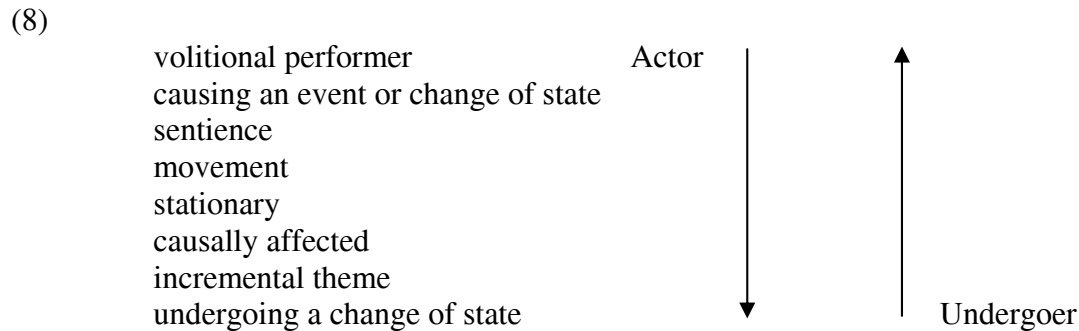 (8)
volitional performer Actor
causing an event or change of state
sentience
movement
stationary
causally affected
incremental theme
undergoing a change of state Undergoer